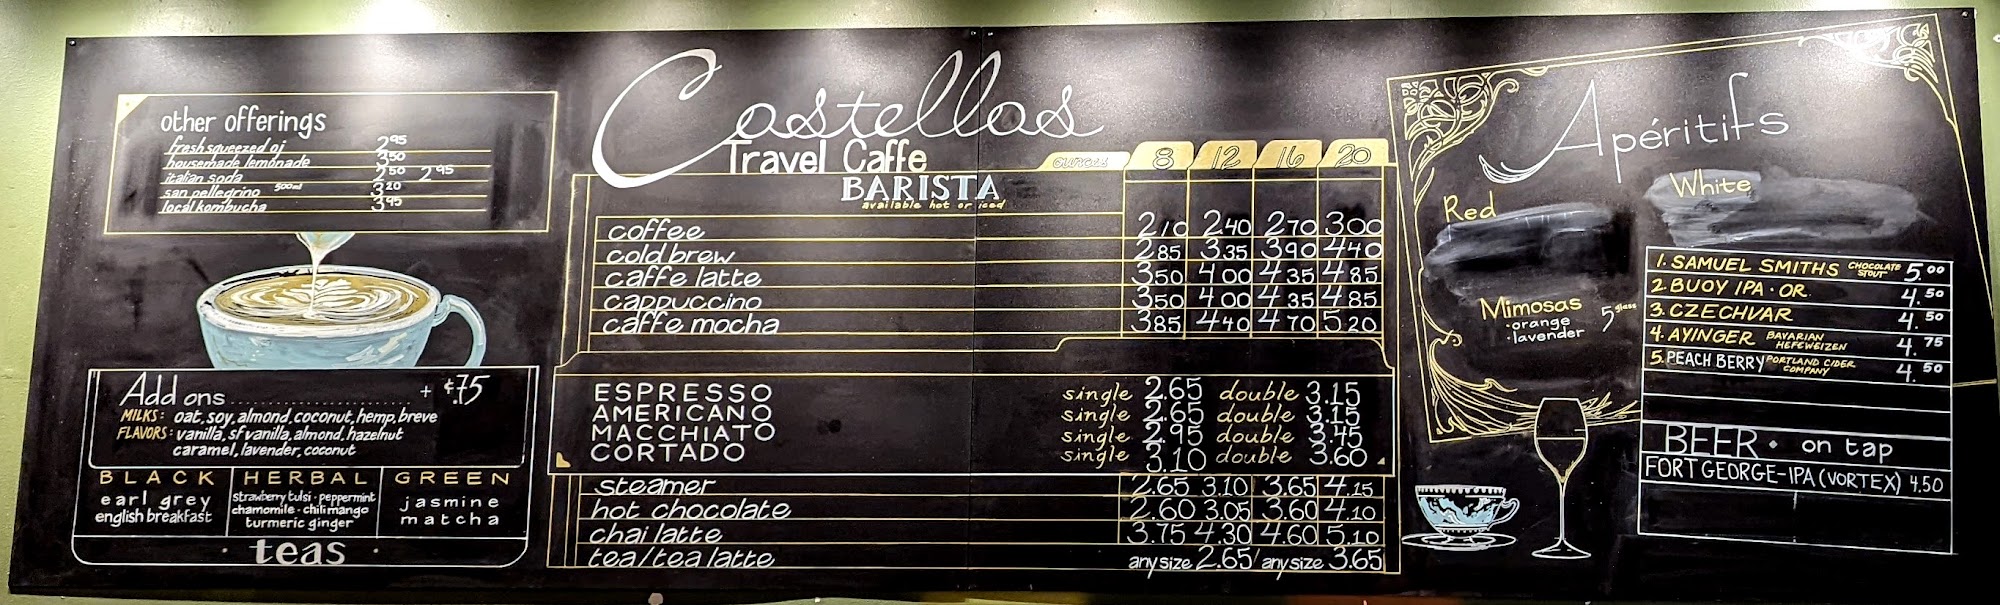 other offerings
fresh squeezed oj 2.95
housemade lemonade 3.50
italian soda 2.50 2.95
san pellegrino 500ml 3.20
local kombucha 3.95
Add ons + ¢.75
MILKS: oat, soy, almond, coconut, hemp, breve
FLAVORS: vanilla, sf vanilla, almond, hazelnut
caramel, lavender, coconut
BLACK
earl grey
english breakfast
HERBAL
strawberry tulsi · peppermint
chamomile · chili mango
turmeric ginger
GREEN
jasmine
matcha
· teas ·
Castellas
Travel Caffe
BARISTA
available hot or iced
OUNCES 8 12 16 20
coffee 2.10 2.40 2.70 3.00
cold brew 2.85 3.35 3.90 4.40
caffe latte 3.50 4.00 4.35 4.85
cappuccino 3.50 4.00 4.35 4.85
caffe mocha 3.85 4.40 4.70 5.20
ESPRESSO single 2.65 double 3.15
AMERICANO single 2.65 double 3.15
MACCHIATO single 2.95 double 3.45
CORTADO single 3.10 double 3.60
steamer 2.65 3.10 3.65 4.15
hot chocolate 2.60 3.05 3.60 4.10
chai latte 3.75 4.30 4.60 5.10
tea/tea latte any size 2.65/any size 3.65
Apéritifs
Red
White
Mimosas 5 glass
·orange
·lavender
1. SAMUEL SMITHS CHOCOLATE STOUT 5.00
2. BUOY IPA · OR. 4.50
3. CZECHVAR 4.50
4. AYINGER BAVARIAN HEFEWEIZEN 4.75
5. PEACH BERRY PORTLAND CIDER COMPANY 4.50
BEER · on tap
FORT GEORGE-IPA (VORTEX) 4.50